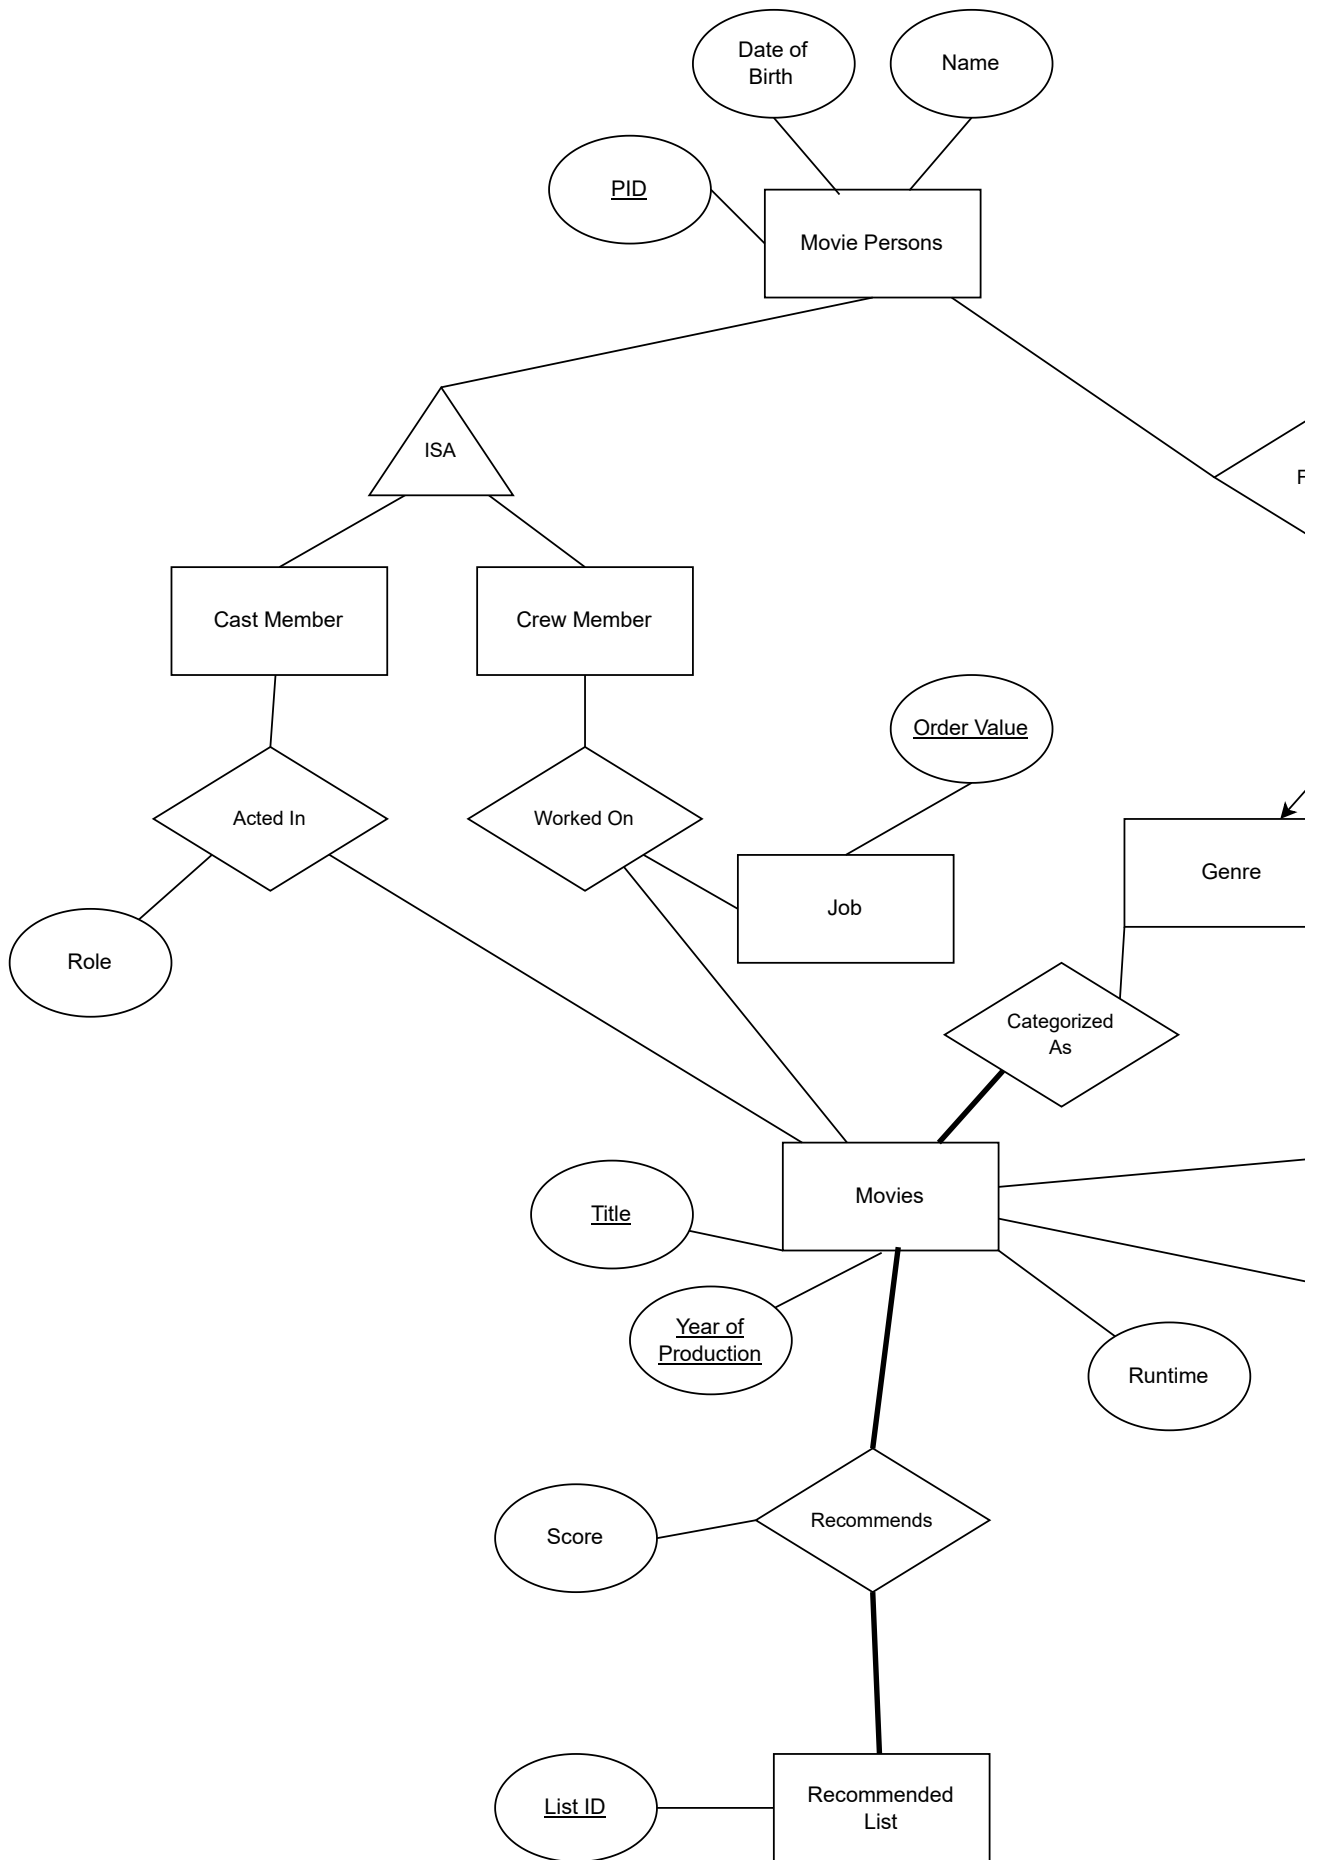 Date of
Birth
Name
PID
Movie Persons
ISA
F
Cast Member
Crew Member
Order Value
Acted In
Worked On
Genre
Job
Role
Categorized
As
Movies
Title
Year of
Production
Runtime
Score
Recommends
Recommended
List
List ID